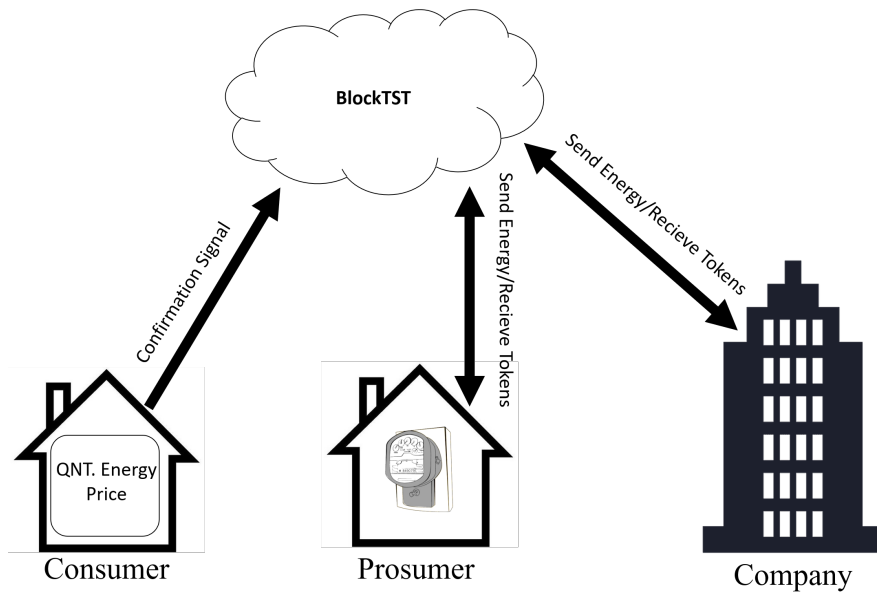 BlockTST
Confirmation Signal
Send Energy/Recieve Tokens
Send Energy/Recieve Tokens
QNT. Energy
Price
Consumer
Prosumer
Company